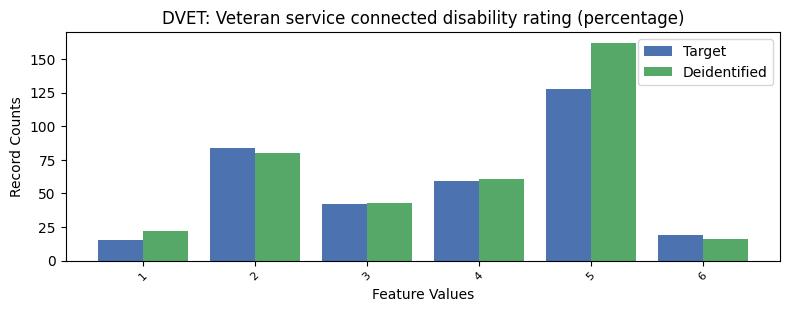 DVET: Veteran service connected disability rating (percentage)
Target
Deidentified
Record Counts
150
125
100
75
50
25
0
1 2 3 4 5 6
Feature Values